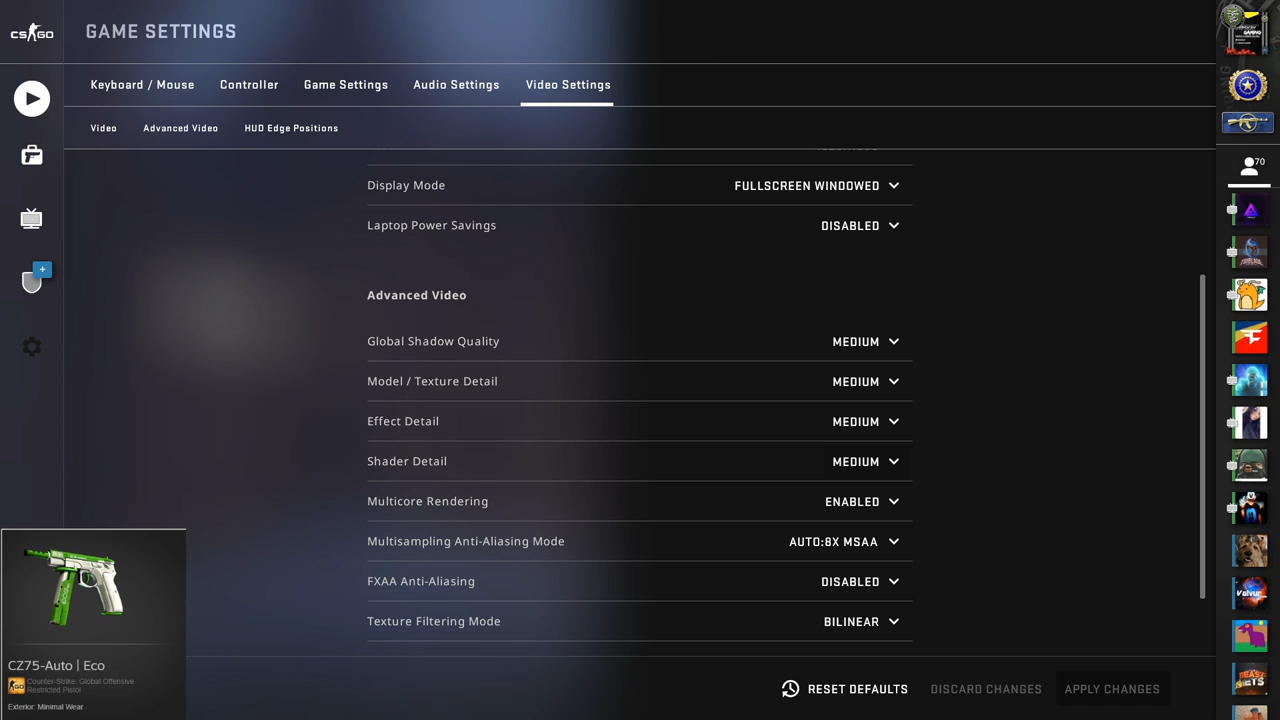 CS GO
GAME SETTINGS
Keyboard / Mouse
Controller
Game Settings
Audio Settings
Video Settings
Video
Advanced Video
HUD Edge Positions
Display Mode
FULLSCREEN WINDOWED
Laptop Power Savings
DISABLED
Advanced Video
Global Shadow Quality
MEDIUM
Model / Texture Detail
MEDIUM
Effect Detail
MEDIUM
Shader Detail
MEDIUM
Multicore Rendering
ENABLED
Multisampling Anti-Aliasing Mode
AUTO:8X MSAA
FXAA Anti-Aliasing
DISABLED
Texture Filtering Mode
BILINEAR
RESET DEFAULTS
DISCARD CHANGES
APPLY CHANGES
+
CZ75-Auto | Eco
GO
Counter-Strike: Global Offensive
Restricted Pistol
Exterior: Minimal Wear
GAMING
70